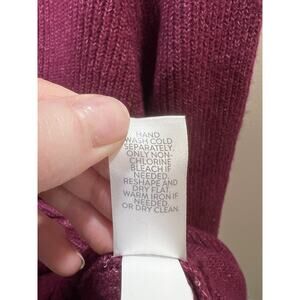 HAND
WASH COLD
SEPARATELY.
ONLY NON-
CHLORINE
BLEACH IF
NEEDED.
RESHAPE AND
DRY FLAT.
WARM IRON IF
NEEDED.
OR DRY CLEAN.